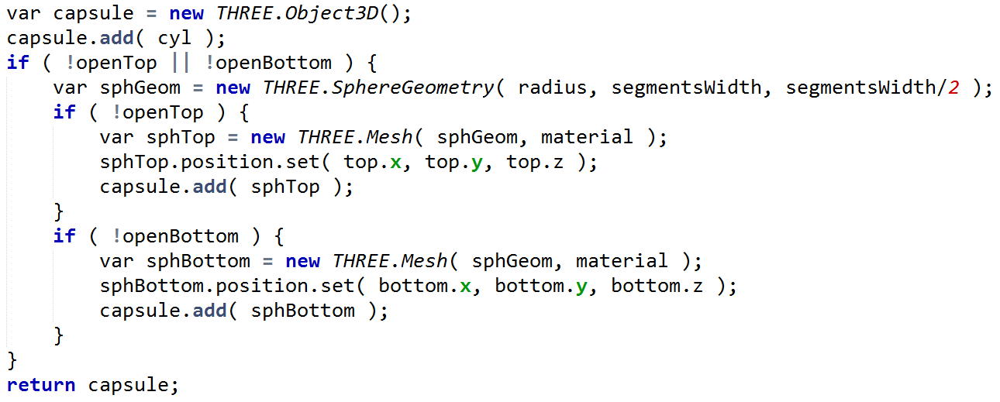 var capsule = new THREE.Object3D();
capsule.add( cyl );
if ( !openTop || !openBottom ) {
    var sphGeom = new THREE.SphereGeometry( radius, segmentsWidth, segmentsWidth/2 );
    if ( !openTop ) {
        var sphTop = new THREE.Mesh( sphGeom, material );
        sphTop.position.set( top.x, top.y, top.z );
        capsule.add( sphTop );
    }
    if ( !openBottom ) {
        var sphBottom = new THREE.Mesh( sphGeom, material );
        sphBottom.position.set( bottom.x, bottom.y, bottom.z );
        capsule.add( sphBottom );
    }
}
return capsule;